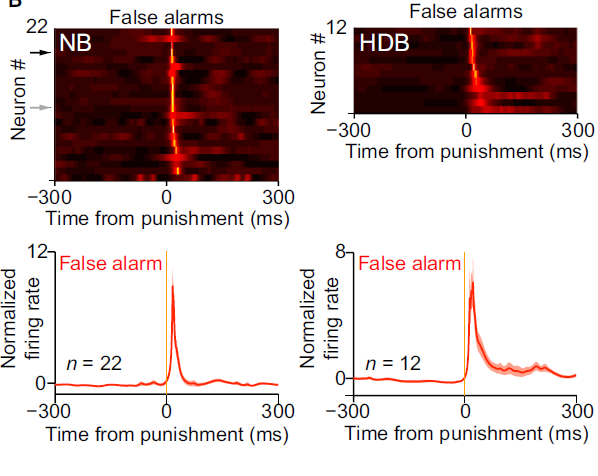 B
False alarms
22
NB
Neuron #
−300
0
300
Time from punishment (ms)
False alarms
12
HDB
Neuron #
−300
0
300
Time from punishment (ms)
12
False alarm
Normalized
firing rate
n = 22
0
−300
0
300
Time from punishment (ms)
8
False alarm
Normalized
firing rate
n = 12
0
−300
0
300
Time from punishment (ms)